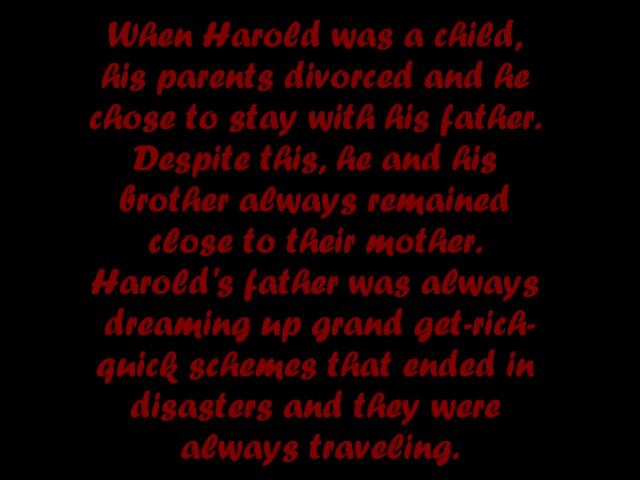 When Harold was a child,
his parents divorced and he
chose to stay with his father.
Despite this, he and his
brother always remained
close to their mother.
Harold's father was always
dreaming up grand get-rich-
quick schemes that ended in
disasters and they were
always traveling.